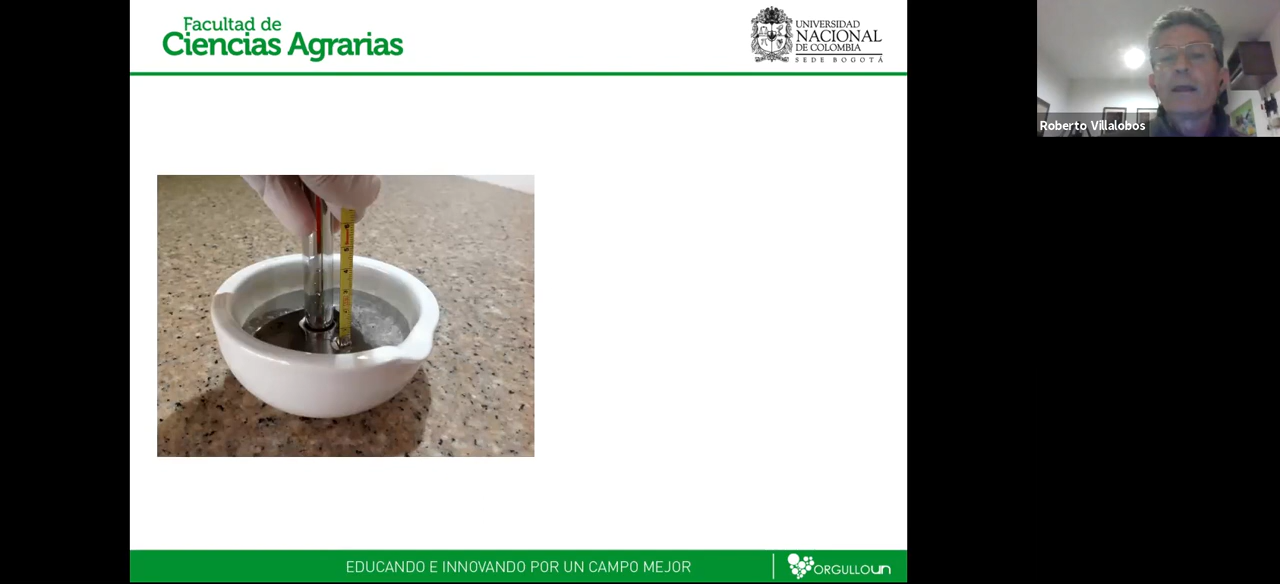 Facultad de
Ciencias Agrarias
UNIVERSIDAD
NACIONAL
DE COLOMBIA
SEDE BOGOTÁ
Roberto Villalobos
EDUCANDO E INNOVANDO POR UN CAMPO MEJOR
ORGULLOUN